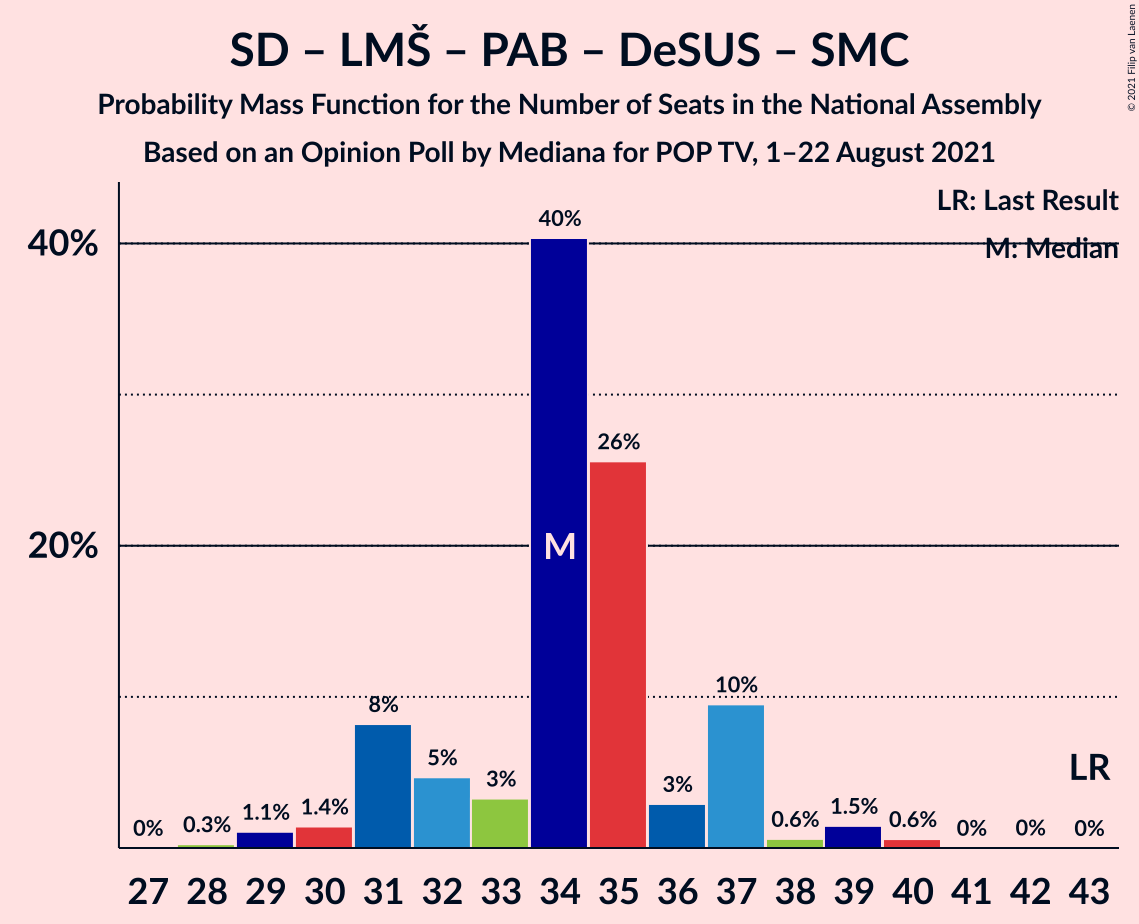 SD – LMŠ – PAB – DeSUS – SMC
Probability Mass Function for the Number of Seats in the National Assembly
Based on an Opinion Poll by Mediana for POP TV, 1–22 August 2021
© 2021 Filip van Laenen
LR: Last Result
M: Median
40%
20%
0% 0.3% 1.1% 1.4% 8% 5% 3% 40% 26% 3% 10% 0.6% 1.5% 0.6% 0% 0% 0%
M
LR
27 28 29 30 31 32 33 34 35 36 37 38 39 40 41 42 43